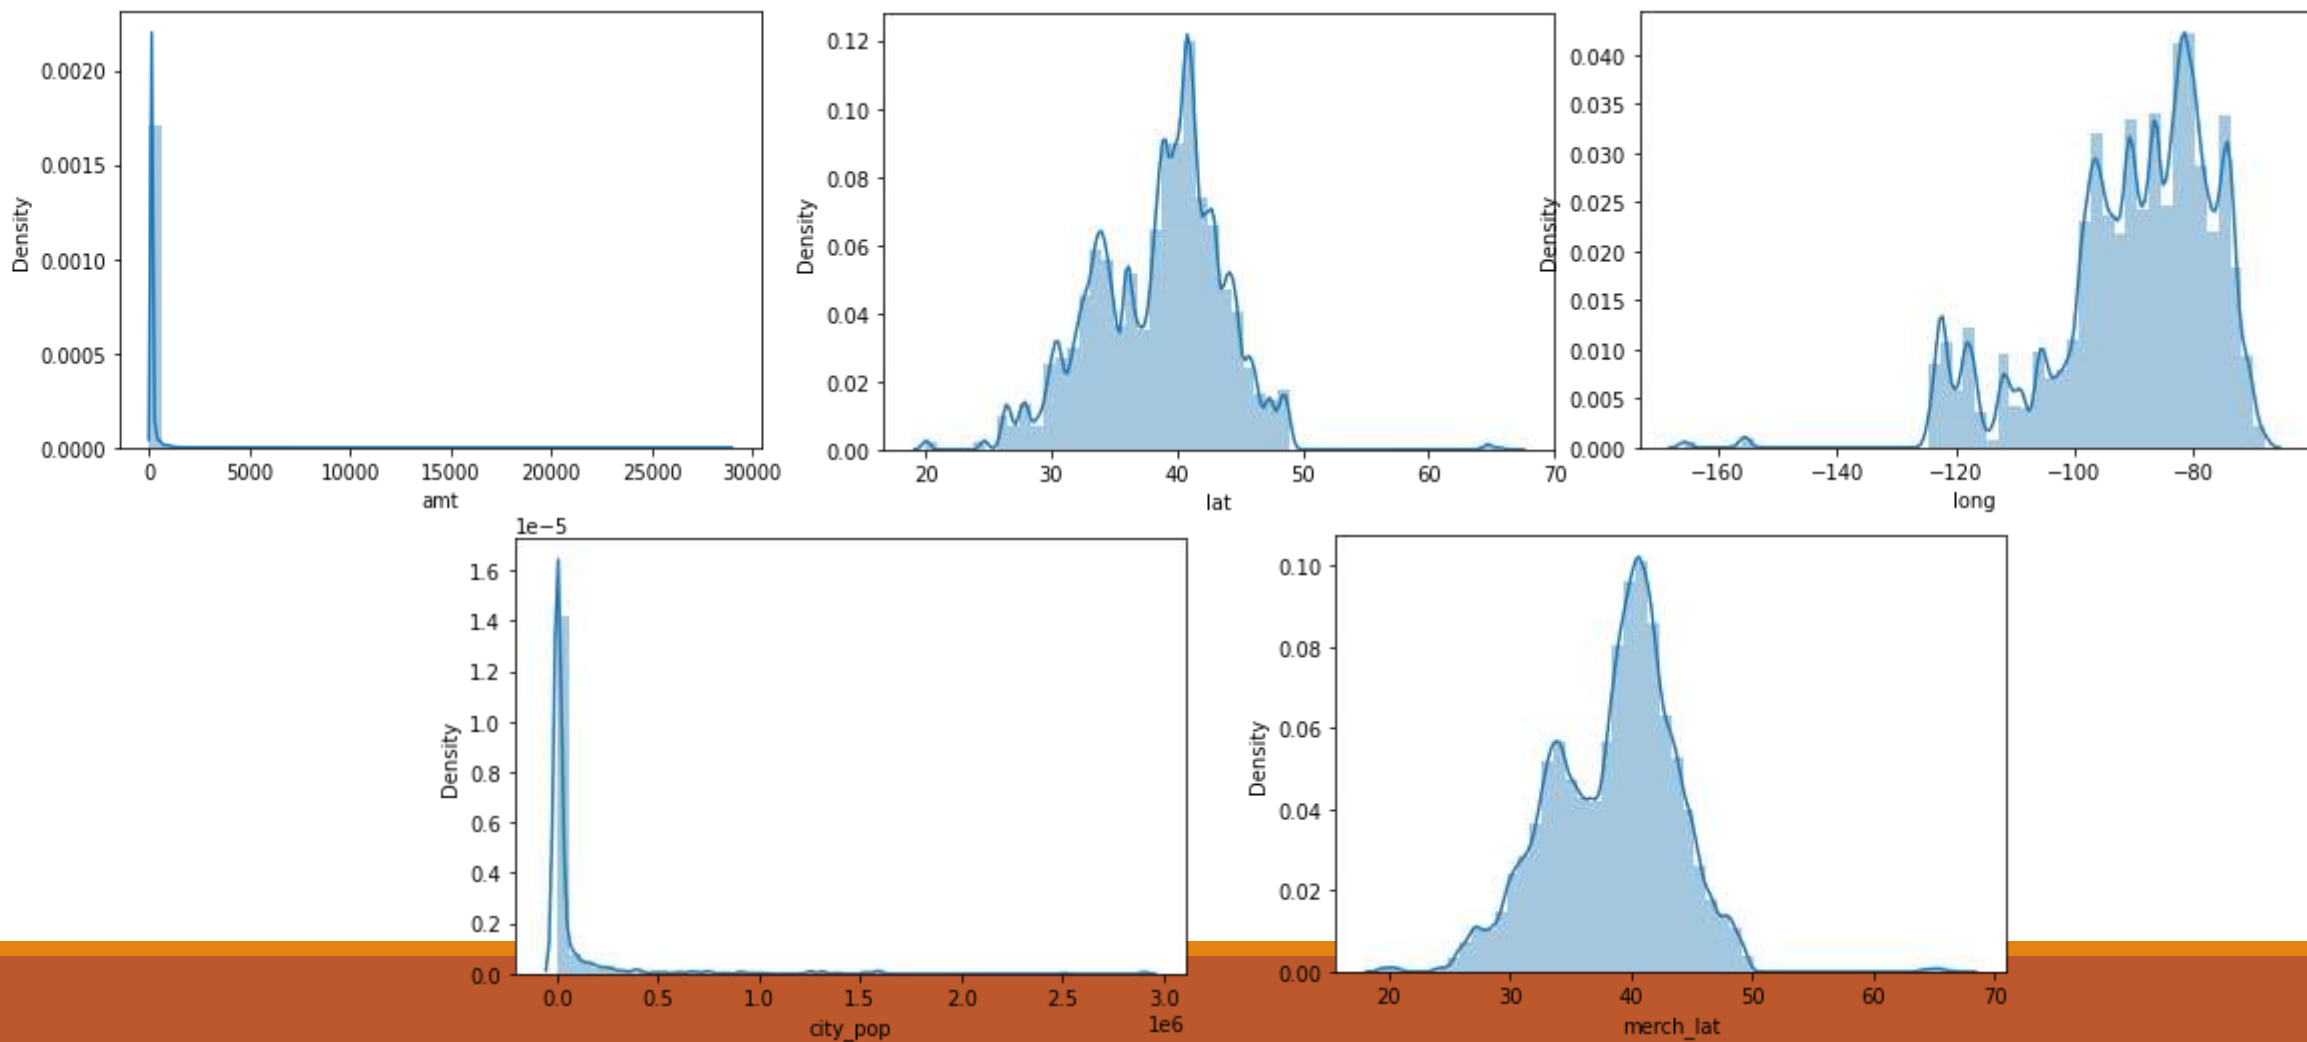 0.0020
0.0015
0.0010
0.0005
0.0000
Density
0 5000 10000 15000 20000 25000 30000
amt
0.12
0.10
0.08
0.06
0.04
0.02
0.00
Density
20 30 40 50 60 70
lat
0.040
0.035
0.030
0.025
0.020
0.015
0.010
0.005
0.000
Density
−160 −140 −120 −100 −80
long
1e−5
1.6
1.4
1.2
1.0
0.8
0.6
0.4
0.2
0.0
Density
0.0 0.5 1.0 1.5 2.0 2.5 3.0
city_pop 1e6
0.10
0.08
0.06
0.04
0.02
0.00
Density
20 30 40 50 60 70
merch_lat